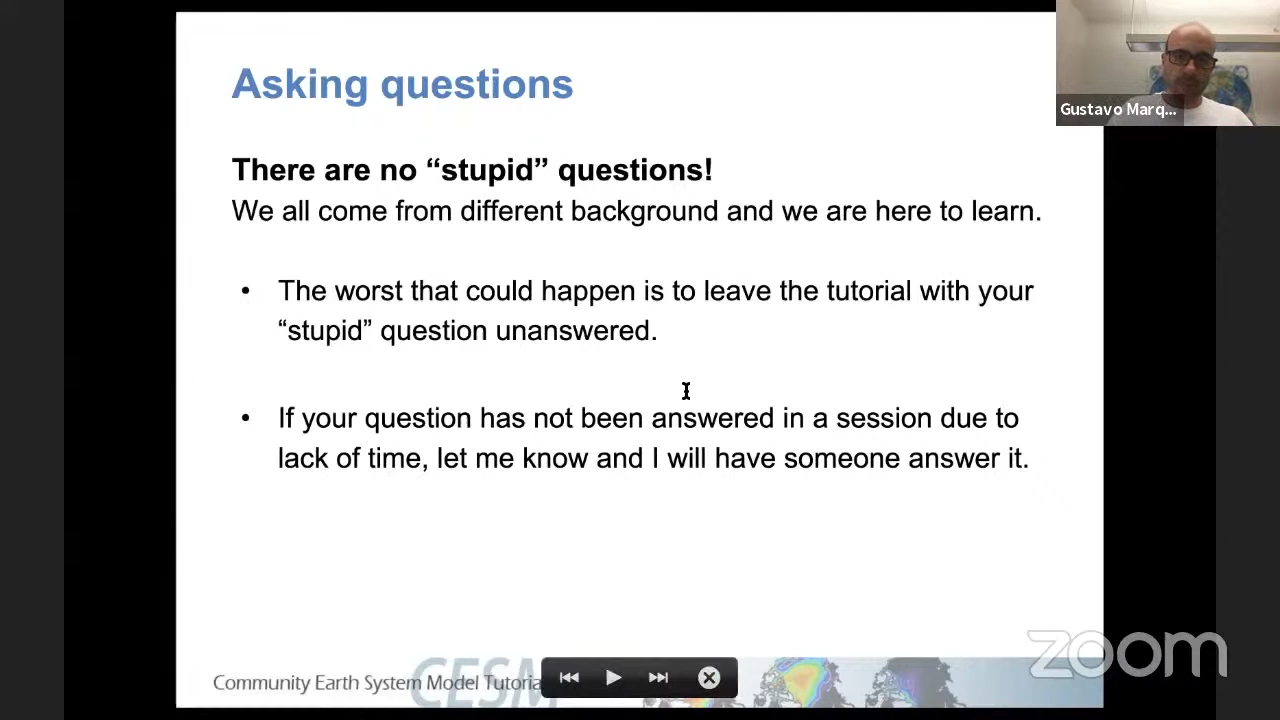 Asking questions
Gustavo Marq...
There are no “stupid” questions!
We all come from different background and we are here to learn.
• The worst that could happen is to leave the tutorial with your
“stupid” question unanswered.
• If your question has not been answered in a session due to
lack of time, let me know and I will have someone answer it.
zoom
Community Earth System Model Tutoria
CESM